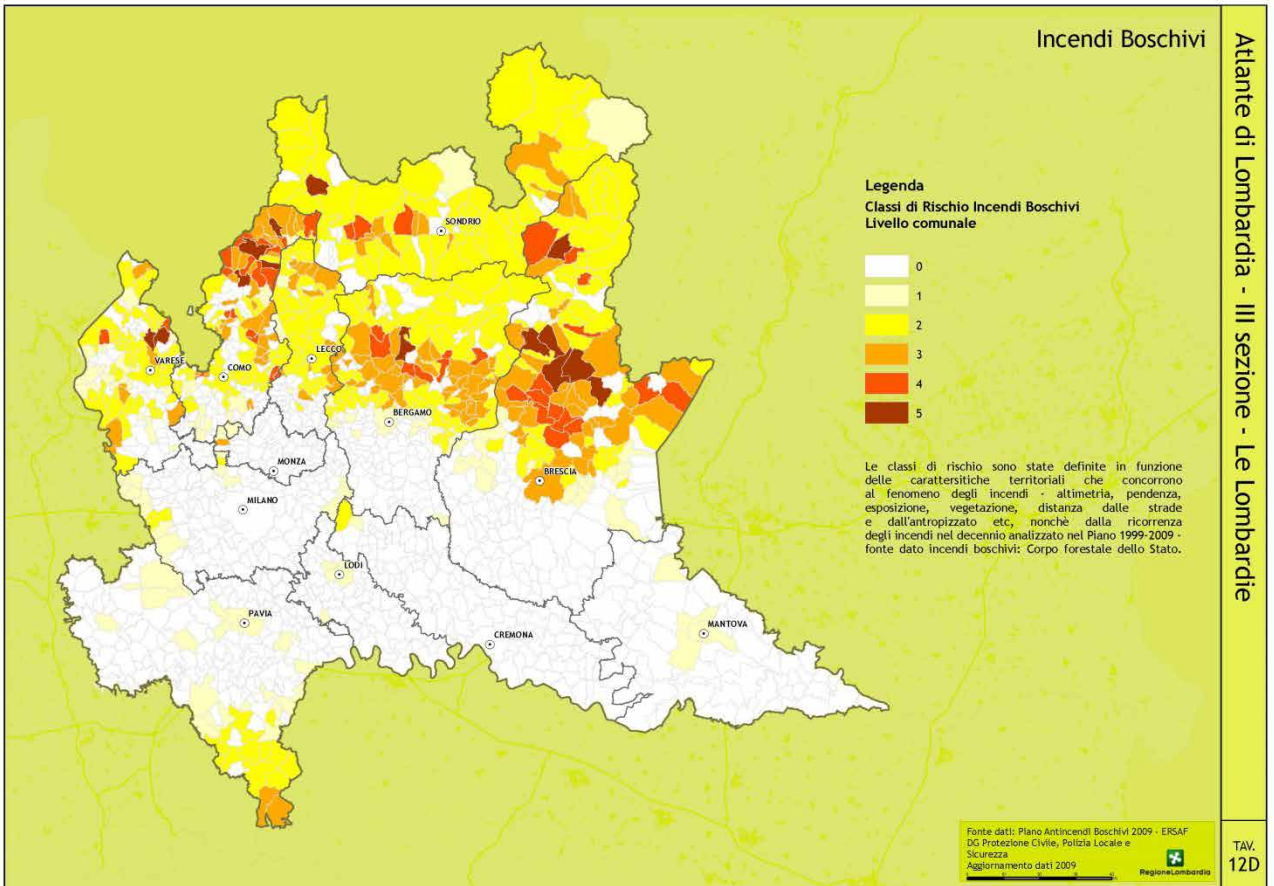 Incendi Boschivi
Atlante di Lombardia - III sezione - Le Lombardie
TAV.
12D
Legenda
Classi di Rischio Incendi Boschivi
Livello comunale
0
1
2
3
4
5
Le classi di rischio sono state definite in funzione
delle carattersitiche territoriali che concorrono
al fenomeno degli incendi - altimetria, pendenza,
esposizione, vegetazione, distanza dalle strade
e dall'antropizzato etc, nonchè dalla ricorrenza
degli incendi nel decennio analizzato nel Piano 1999-2009 -
fonte dato incendi boschivi: Corpo forestale dello Stato.
SONDRIO
LECCO
VARESE
COMO
BERGAMO
BRESCIA
MONZA
MILANO
LODI
PAVIA
CREMONA
MANTOVA
Fonte dati: Piano Antincendi Boschivi 2009 - ERSAF
DG Protezione Civile, Polizia Locale e
Sicurezza
Aggiornamento dati 2009
RegioneLombardia